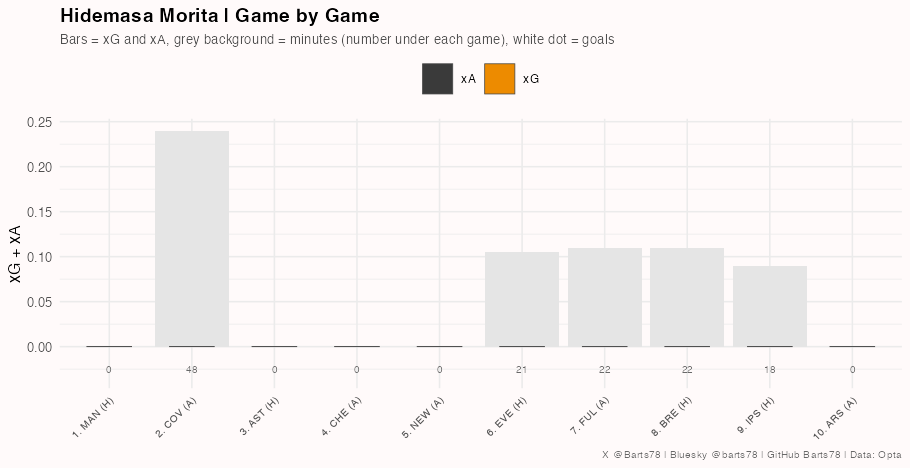 Hidemasa Morita | Game by Game
Bars = xG and xA, grey background = minutes (number under each game), white dot = goals
xA xG
xG + xA
0.25
0.20
0.15
0.10
0.05
0.00
0 48 0 0 0 21 22 22 18 0
1. MAN (H) 2. COV (A) 3. AST (H) 4. CHE (A) 5. NEW (A) 6. EVE (H) 7. FUL (A) 8. BRE (H) 9. IPS (H) 10. ARS (A)
X @Barts78 | Bluesky @barts78 | GitHub Barts78 | Data: Opta